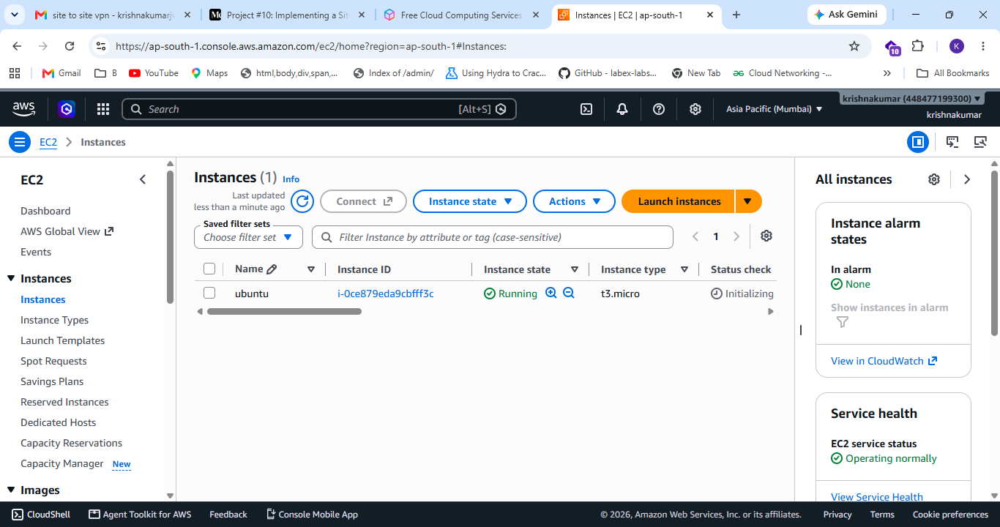 site to site vpn - krishnakumarjv
Project #10: Implementing a Sit
Free Cloud Computing Services
Instances | EC2 | ap-south-1
Ask Gemini
https://ap-south-1.console.aws.amazon.com/ec2/home?region=ap-south-1#Instances:
10
K
Gmail
B
YouTube
Maps
html,body,div,span,...
Index of /admin/
Using Hydra to Crac...
GitHub - labex-labs...
New Tab
Cloud Networking -...
All Bookmarks
aws
Search
[Alt+S]
Asia Pacific (Mumbai)
krishnakumar (448477199300)
krishnakumar
EC2
Instances
EC2
Dashboard
AWS Global View
Events
Instances
Instances
Instance Types
Launch Templates
Spot Requests
Savings Plans
Reserved Instances
Dedicated Hosts
Capacity Reservations
Capacity Manager New
Images
Instances (1) Info
Last updated
less than a minute ago
Connect
Instance state
Actions
Launch instances
Saved filter sets
Choose filter set
Filter Instance by attribute or tag (case-sensitive)
1
Name
Instance ID
Instance state
Instance type
Status check
ubuntu
i-0ce879eda9cbfff3c
Running
t3.micro
Initializing
All instances
Instance alarm
states
In alarm
None
Show instances in alarm
View in CloudWatch
Service health
EC2 service status
Operating normally
View Service Health
CloudShell
Agent Toolkit for AWS
Feedback
Console Mobile App
© 2026, Amazon Web Services, Inc. or its affiliates.
Privacy
Terms
Cookie preferences